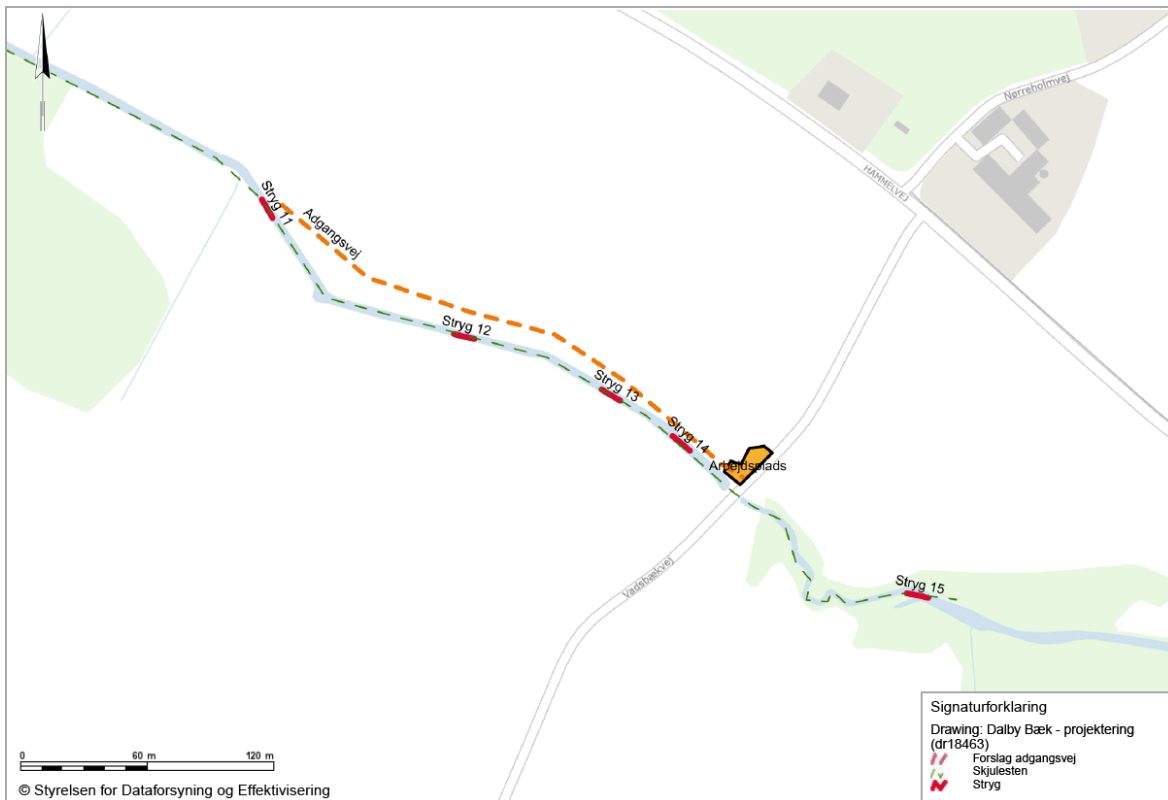 Nørreholmvej
HAMMELVEJ
Stryg 11
Adgangsvej
Stryg 12
Stryg 13
Stryg 14
Arbejdsplads
Vadsbækvej
Stryg 15
Signaturforklaring
Drawing: Dalby Bæk - projektering
(dr18463)
Forslag adgangsvej
Skjulesten
Stryg
0 60 m 120 m
© Styrelsen for Dataforsyning og Effektivisering